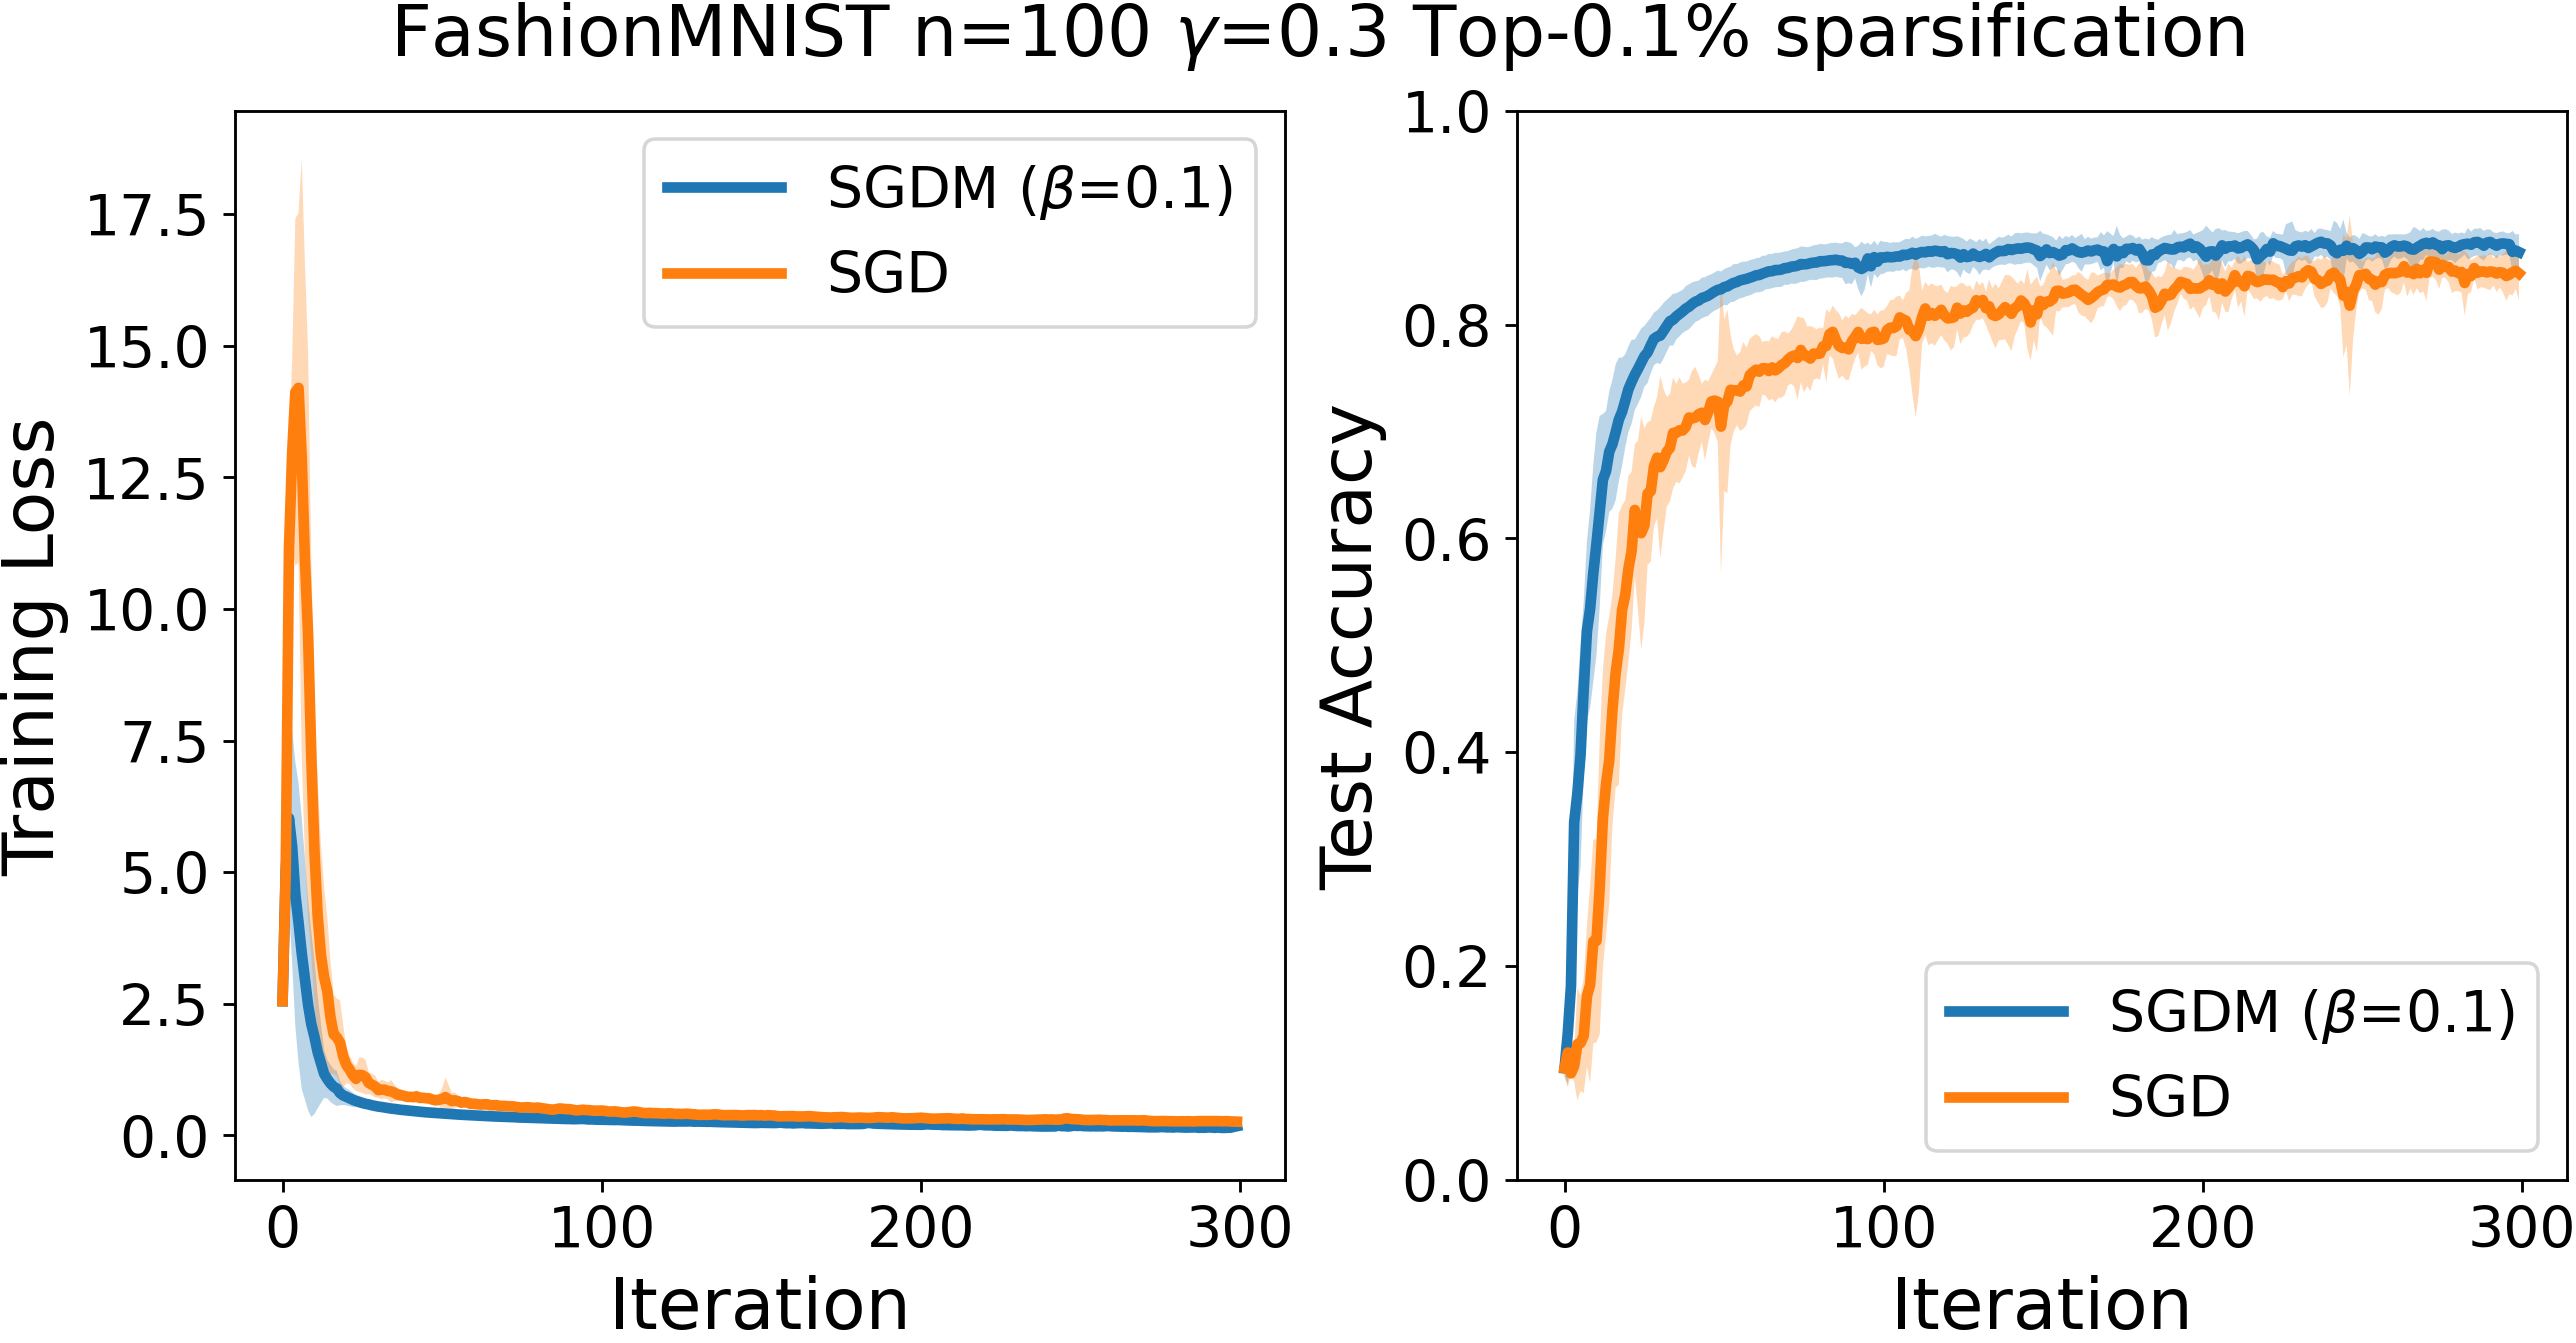 FashionMNIST n=100 γ=0.3 Top-0.1% sparsification
Training Loss
17.5
15.0
12.5
10.0
7.5
5.0
2.5
0.0
0 100 200 300
Iteration
SGDM (β=0.1)
SGD
Test Accuracy
1.0
0.8
0.6
0.4
0.2
0.0
0 100 200 300
Iteration
SGDM (β=0.1)
SGD